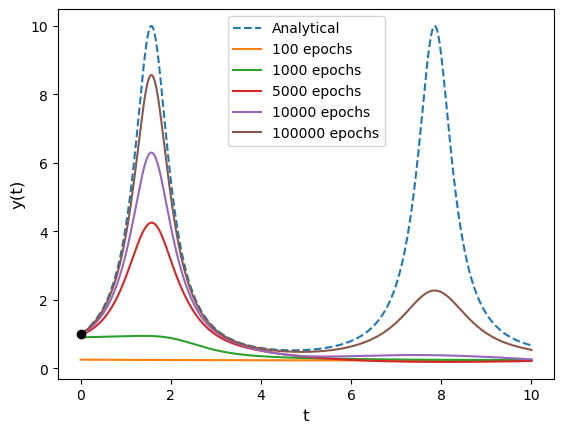 Analytical
100 epochs
1000 epochs
5000 epochs
10000 epochs
100000 epochs
y(t)
10
8
6
4
2
0
0 2 4 6 8 10
t